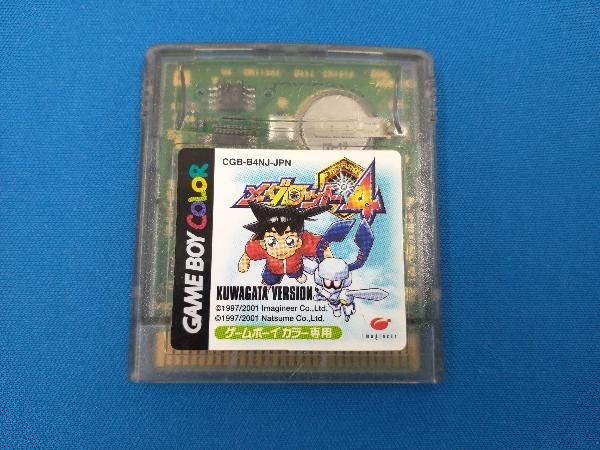 CGB-B4NJ-JPN
メダロット4
GAME BOY COLOR
KUWAGATA VERSION
©1997/2001 Imagineer Co.,Ltd.
©1997/2001 Natsume Co.,Ltd.
ゲームボーイカラー専用
imagineer